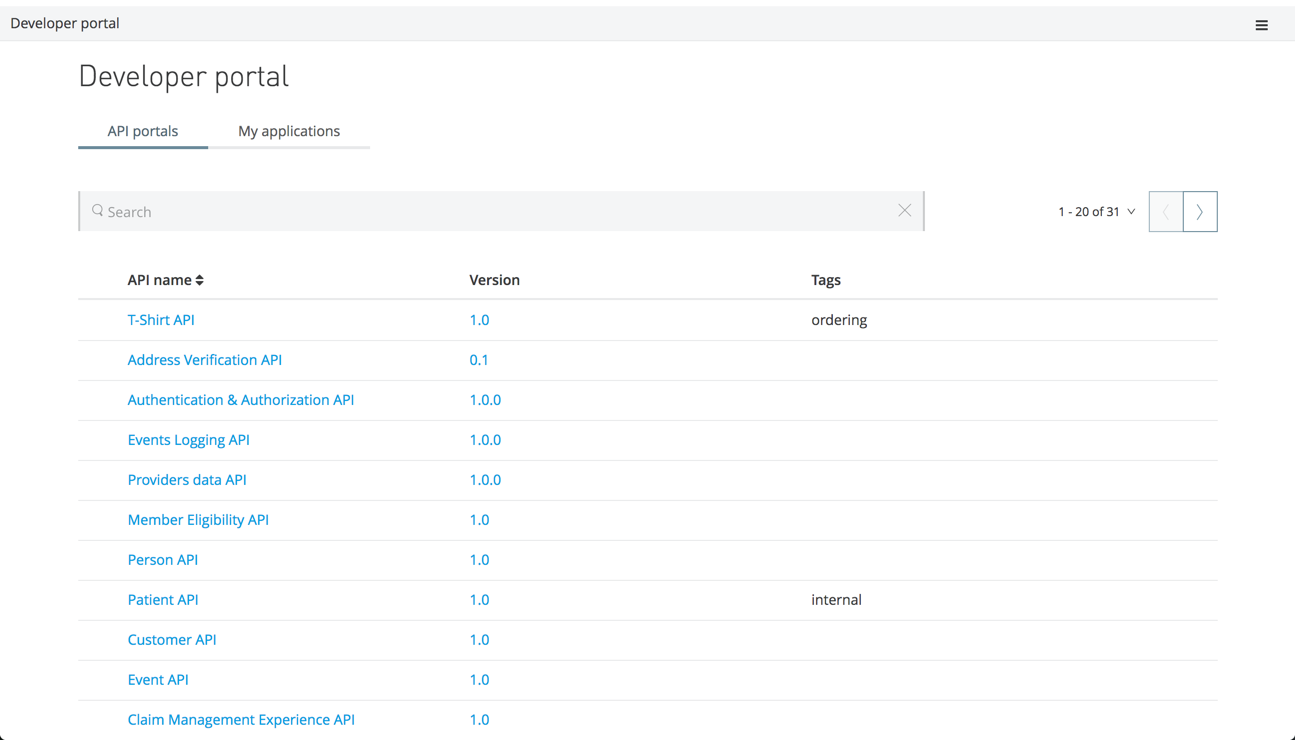 Developer portal
Developer portal
API portals My applications
Search 1 - 20 of 31
API name Version Tags
T-Shirt API 1.0 ordering
Address Verification API 0.1
Authentication & Authorization API 1.0.0
Events Logging API 1.0.0
Providers data API 1.0.0
Member Eligibility API 1.0
Person API 1.0
Patient API 1.0 internal
Customer API 1.0
Event API 1.0
Claim Management Experience API 1.0